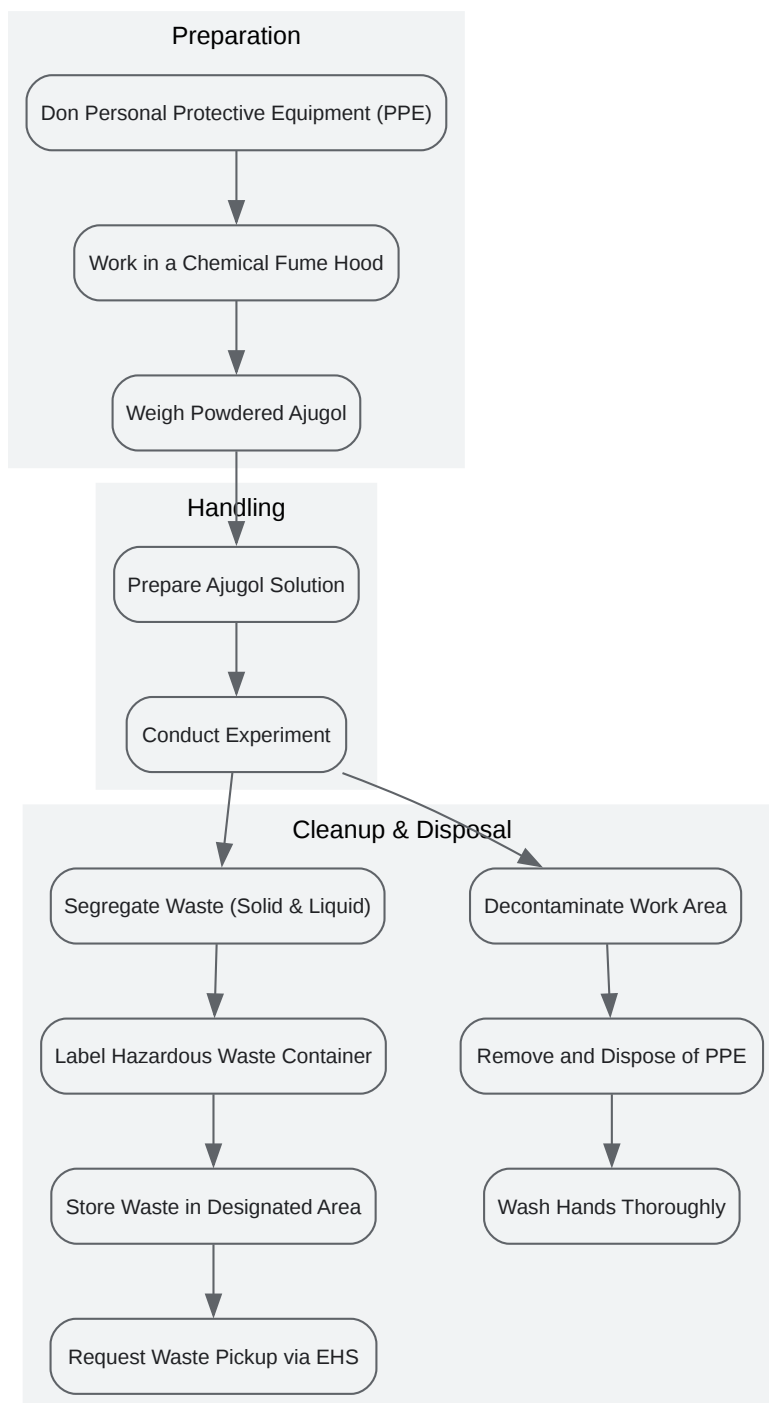 Preparation
Don Personal Protective Equipment (PPE)
Work in a Chemical Fume Hood
Weigh Powdered Ajugol
Handling
Prepare Ajugol Solution
Conduct Experiment
Cleanup & Disposal
Segregate Waste (Solid & Liquid)
Label Hazardous Waste Container
Store Waste in Designated Area
Request Waste Pickup via EHS
Decontaminate Work Area
Remove and Dispose of PPE
Wash Hands Thoroughly